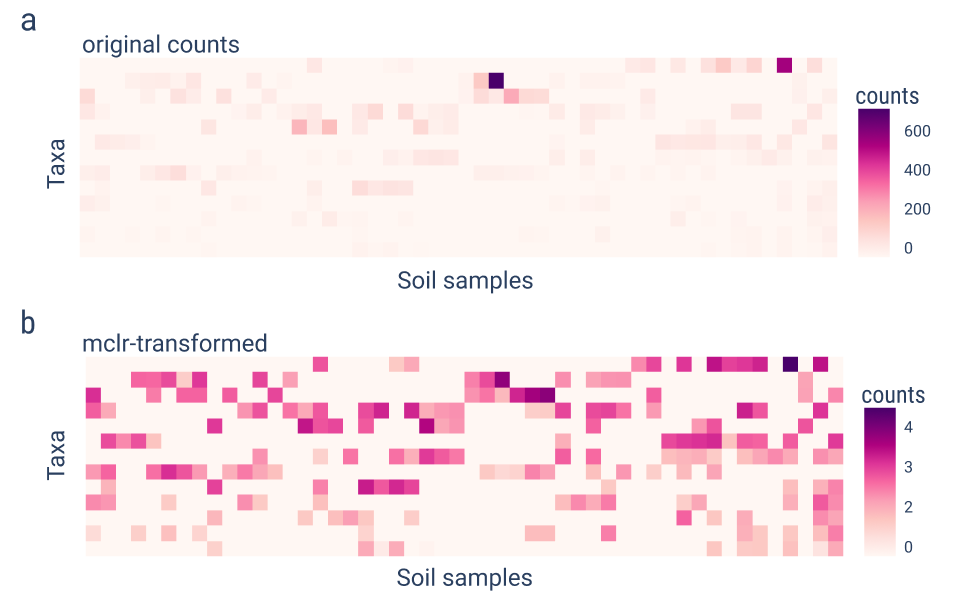 a
original counts
counts
600
400
200
0
Taxa
Soil samples
b
mclr-transformed
counts
4
3
2
0
Taxa
Soil samples